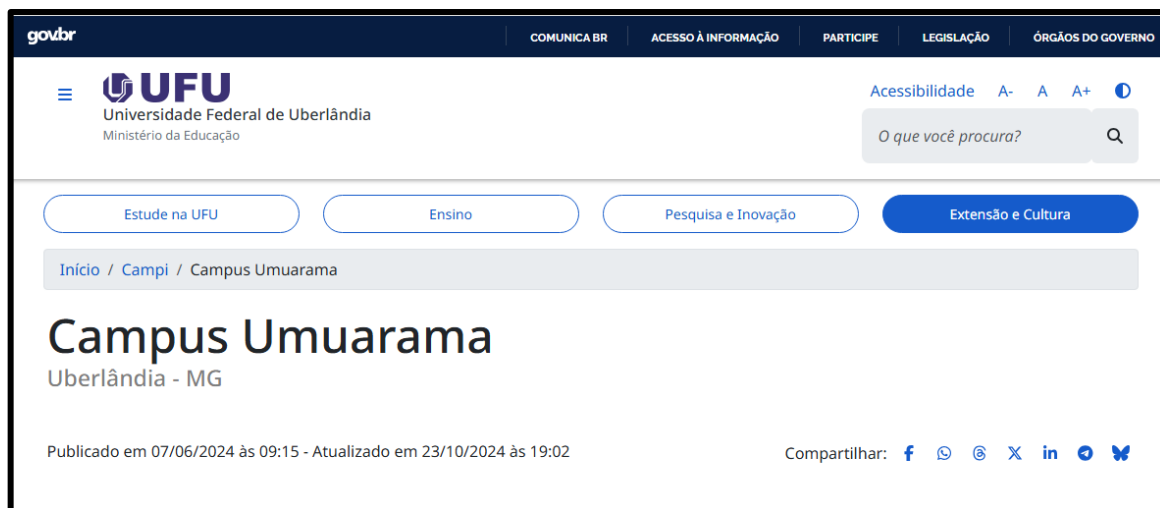 gov.br
COMUNICA BR ACESSO À INFORMAÇÃO PARTICIPE LEGISLAÇÃO ÓRGÃOS DO GOVERNO
UFU
Universidade Federal de Uberlândia
Ministério da Educação
Acessibilidade A- A A+
O que você procura?
Estude na UFU Ensino Pesquisa e Inovação Extensão e Cultura
Início / Campi / Campus Umuarama
Campus Umuarama
Uberlândia - MG
Publicado em 07/06/2024 às 09:15 - Atualizado em 23/10/2024 às 19:02 Compartilhar: